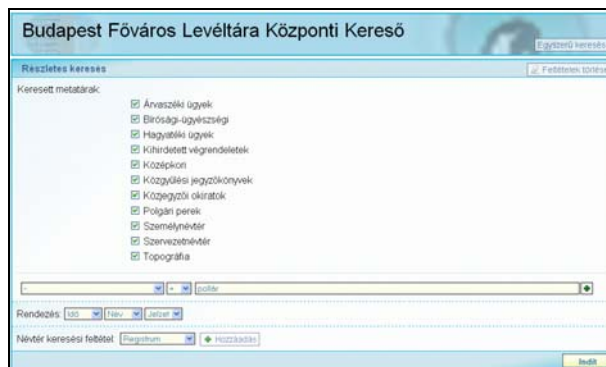 Budapest Főváros Levéltára Központi Kereső
Egyszerű keresés
Részletes keresés
Feltételek törlése
Keresett metatárak:
Árvaszéki ügyek
Bírósági-ügyészségi
Hagyatéki ügyek
Kihirdetett végrendeletek
Középkori
Közgyűlési jegyzőkönyvek
Közjegyzői okiratok
Polgári perek
Személynévtér
Szervezetnévtér
Topográfia
- - pollér
Rendezés: Idő Név Jelzet
Névtér keresési feltétel: Regisztrum Hozzáadás
Indít